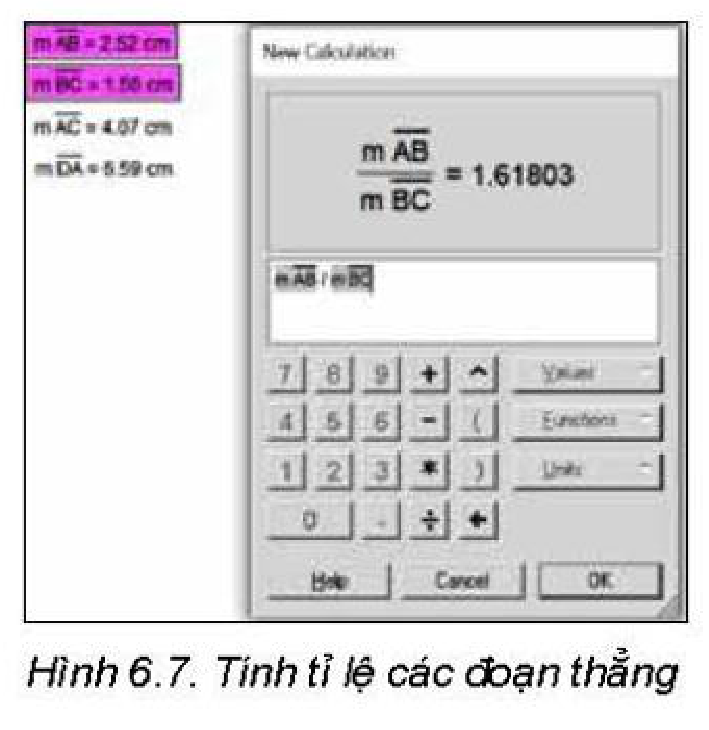 m AB = 2.52 cm
m BC = 1.56 cm
m AC = 4.07 cm
m DA = 6.59 cm
New Calculation
m AB
m BC
= 1.61803
m AB / m BC
7 8 9 + ^ Values
4 5 6 - ( Functions
1 2 3 * ) Units
0 . ÷ ←
Help Cancel OK
Hình 6.7. Tính tỉ lệ các đoạn thẳng